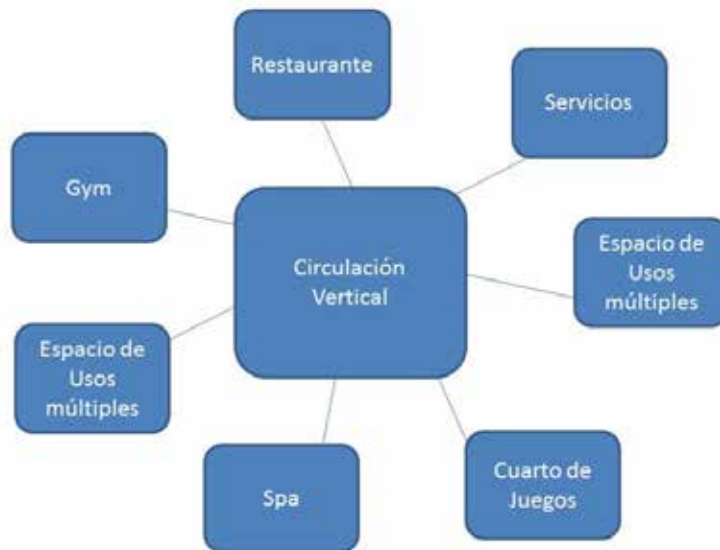 Restaurante
Servicios
Gym
Espacio de
Usos
múltiples
Circulación
Vertical
Espacio de
Usos
múltiples
Cuarto de
Juegos
Spa